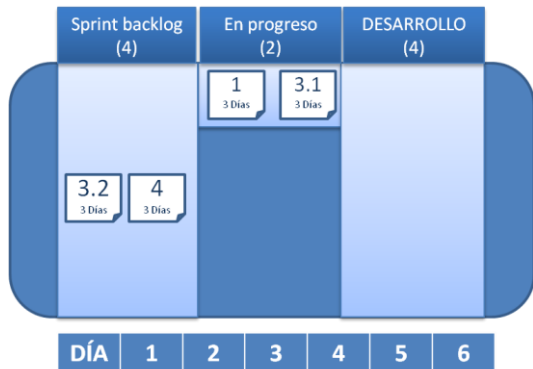 Sprint backlog
(4)
En progreso
(2)
DESARROLLO
(4)
1
3 Días
3.1
3 Días
3.2
3 Días
4
3 Días
DÍA 1 2 3 4 5 6